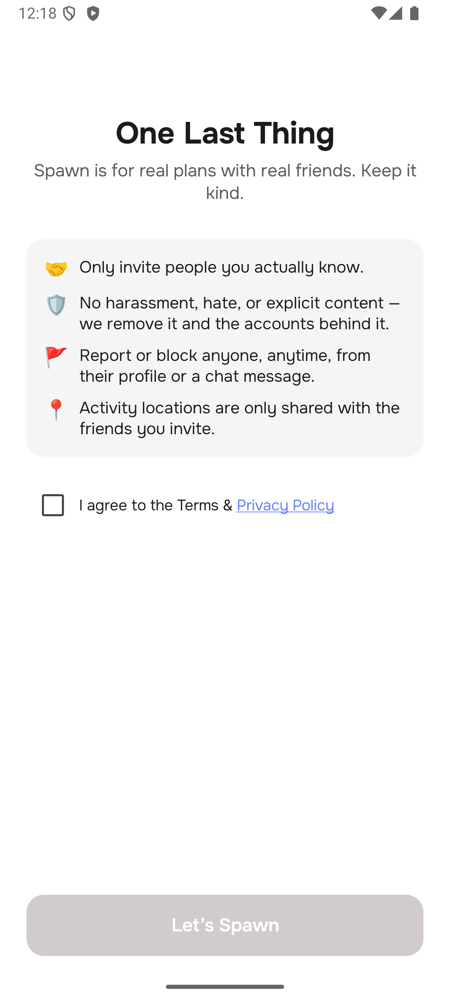 12:18
One Last Thing
Spawn is for real plans with real friends. Keep it
kind.
Only invite people you actually know.
No harassment, hate, or explicit content –
we remove it and the accounts behind it.
Report or block anyone, anytime, from
their profile or a chat message.
Activity locations are only shared with the
friends you invite.
I agree to the Terms & Privacy Policy
Let’s Spawn